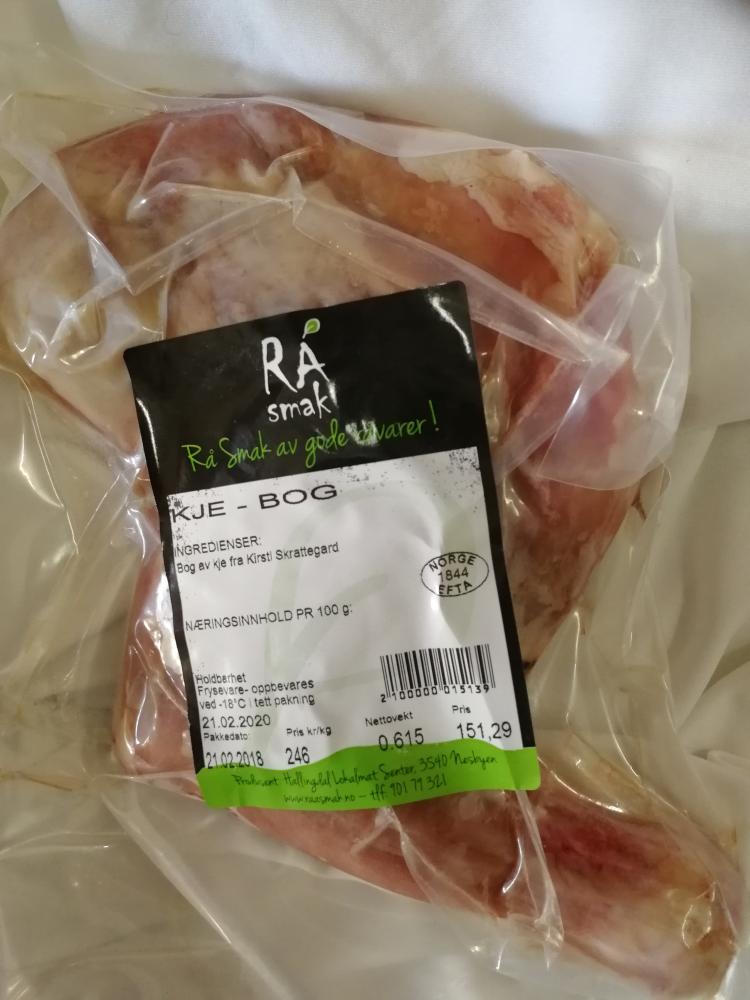 RÅ
smak
Rå Smak av gode råvarer!
KJE - BOG
INGREDIENSER:
Bog av kje fra Kirsti Skrattegard
NORGE
1844
EFTA
NÆRINGSINNHOLD PR 100 g:
Holdbarhet
Frysevare- oppbevares
ved -18°C i tett pakning
21.02.2020
Pakkedato:
21.02.2018
Pris kr/kg
246
Nettovekt
0.615
2 100000 015139
Pris
151,29
Produsent: Hallingdal Lokalmat Senter, 3540 Nesbyen
www.raasmak.no - tlf: 901 79 321